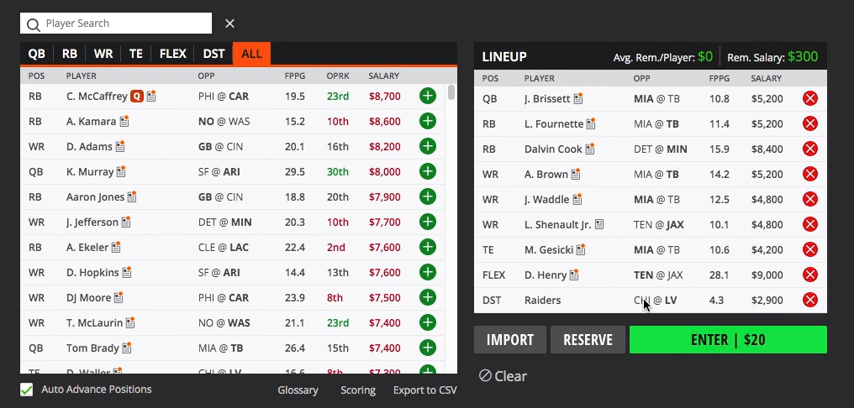 Player Search
QB RB WR TE FLEX DST ALL
POS PLAYER OPP FPPG OPRK SALARY
RB C. McCaffrey Q PHI @ CAR 19.5 23rd $8,700
RB A. Kamara NO @ WAS 15.2 10th $8,600
WR D. Adams GB @ CIN 20.1 16th $8,200
QB K. Murray SF @ ARI 29.5 30th $8,000
RB Aaron Jones GB @ CIN 18.8 20th $7,900
WR J. Jefferson DET @ MIN 20.3 10th $7,700
RB A. Ekeler CLE @ LAC 22.4 2nd $7,600
WR D. Hopkins SF @ ARI 14.4 13th $7,600
WR DJ Moore PHI @ CAR 23.9 8th $7,500
WR T. McLaurin NO @ WAS 21.1 23rd $7,400
QB Tom Brady MIA @ TB 26.4 15th $7,400
TE D. Waller CHI @ LV 16.6 8th $7,300
Auto Advance Positions
Glossary Scoring Export to CSV
LINEUP Avg. Rem./Player: $0 Rem. Salary: $300
POS PLAYER OPP FPPG SALARY
QB J. Brissett MIA @ TB 10.8 $5,200
RB L. Fournette MIA @ TB 11.4 $5,200
RB Dalvin Cook DET @ MIN 15.9 $8,400
WR A. Brown MIA @ TB 14.2 $5,200
WR J. Waddle MIA @ TB 12.5 $4,800
WR L. Shenault Jr. TEN @ JAX 10.1 $4,800
TE M. Gesicki MIA @ TB 10.6 $4,200
FLEX D. Henry TEN @ JAX 28.1 $9,000
DST Raiders CHI @ LV 4.3 $2,900
IMPORT RESERVE ENTER | $20
Clear